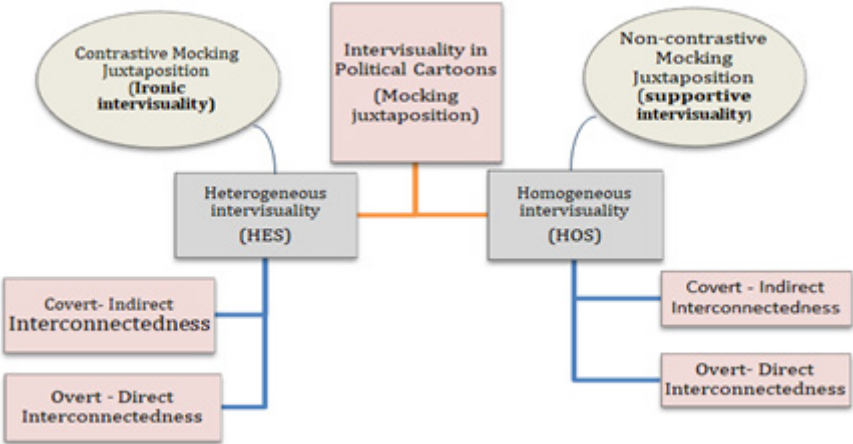 Contrastive Mocking
Juxtaposition
(Ironic
intervisuality)
Intervisuality in
Political Cartoons
(Mocking
juxtaposition)
Non-contrastive
Mocking
Juxtaposition
(supportive
intervisuality)
Heterogeneous
intervisuality
(HES)
Homogeneous
intervisuality
(HOS)
Covert- Indirect
Interconnectedness
Overt - Direct
Interconnectedness
Covert - Indirect
Interconnectedness
Overt- Direct
Interconnectedness